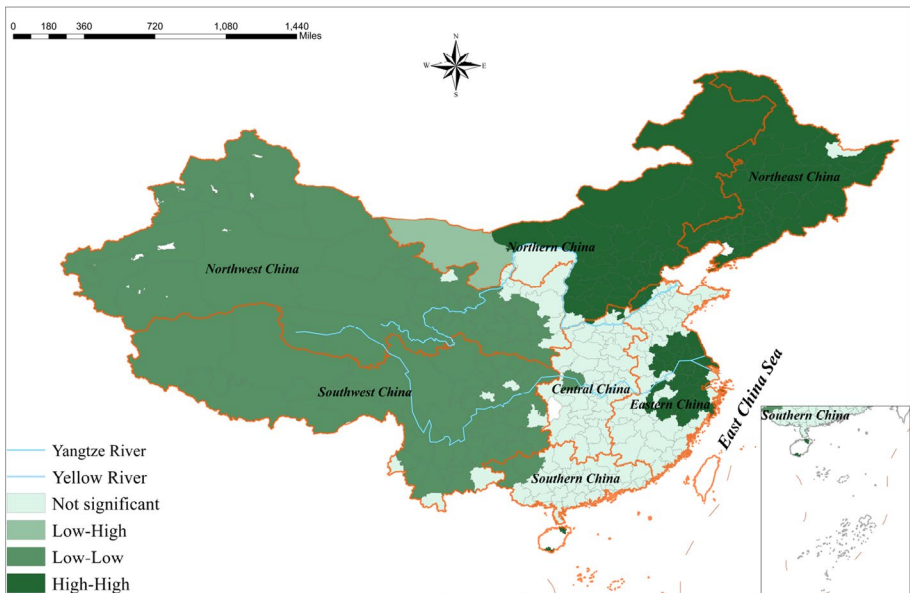 0 180 360 720 1,080 1,440
Miles
N
W E
S
Northeast China
Northern China
Northwest China
Southwest China
Central China
Eastern China
East China Sea
Southern China
Southern China
Yangtze River
Yellow River
Not significant
Low-High
Low-Low
High-High